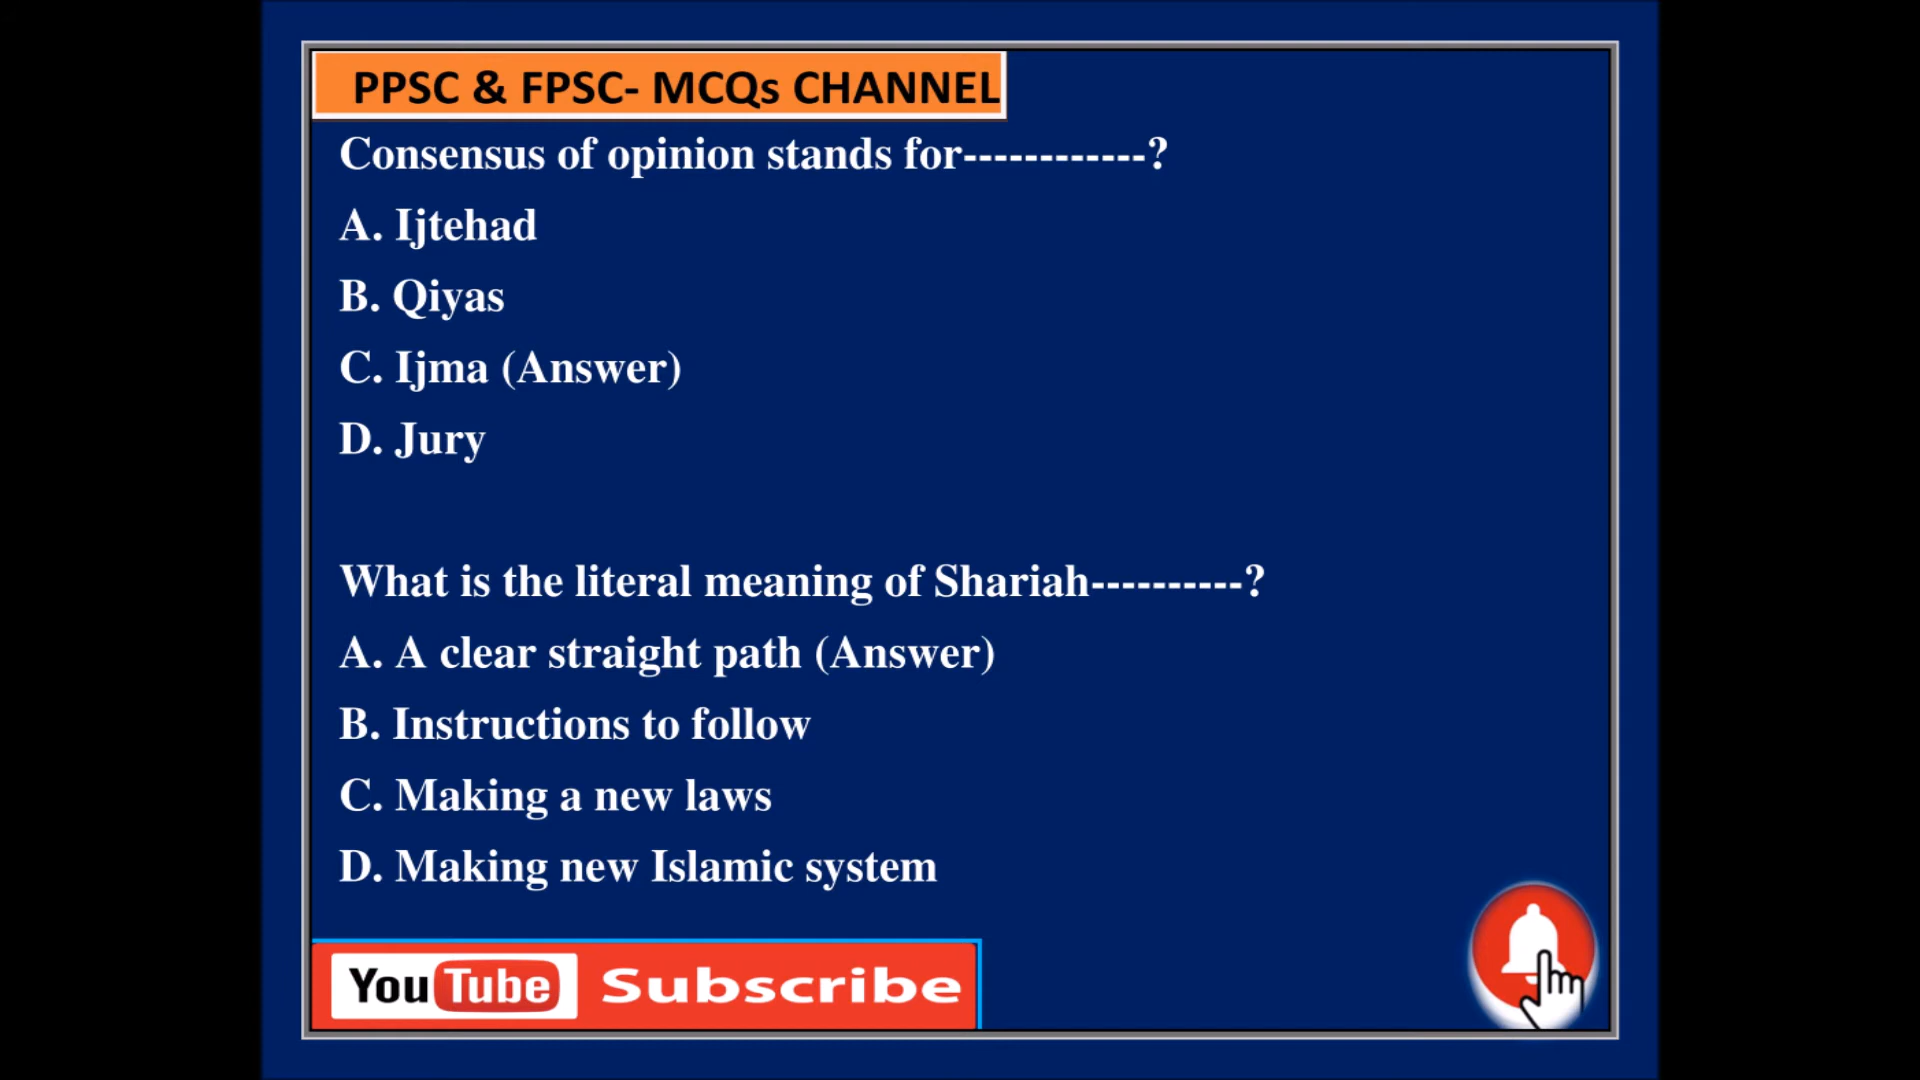 PPSC & FPSC- MCQs CHANNEL
Consensus of opinion stands for------------?
A. Ijtehad
B. Qiyas
C. Ijma (Answer)
D. Jury
What is the literal meaning of Shariah----------?
A. A clear straight path (Answer)
B. Instructions to follow
C. Making a new laws
D. Making new Islamic system
YouTube Subscribe